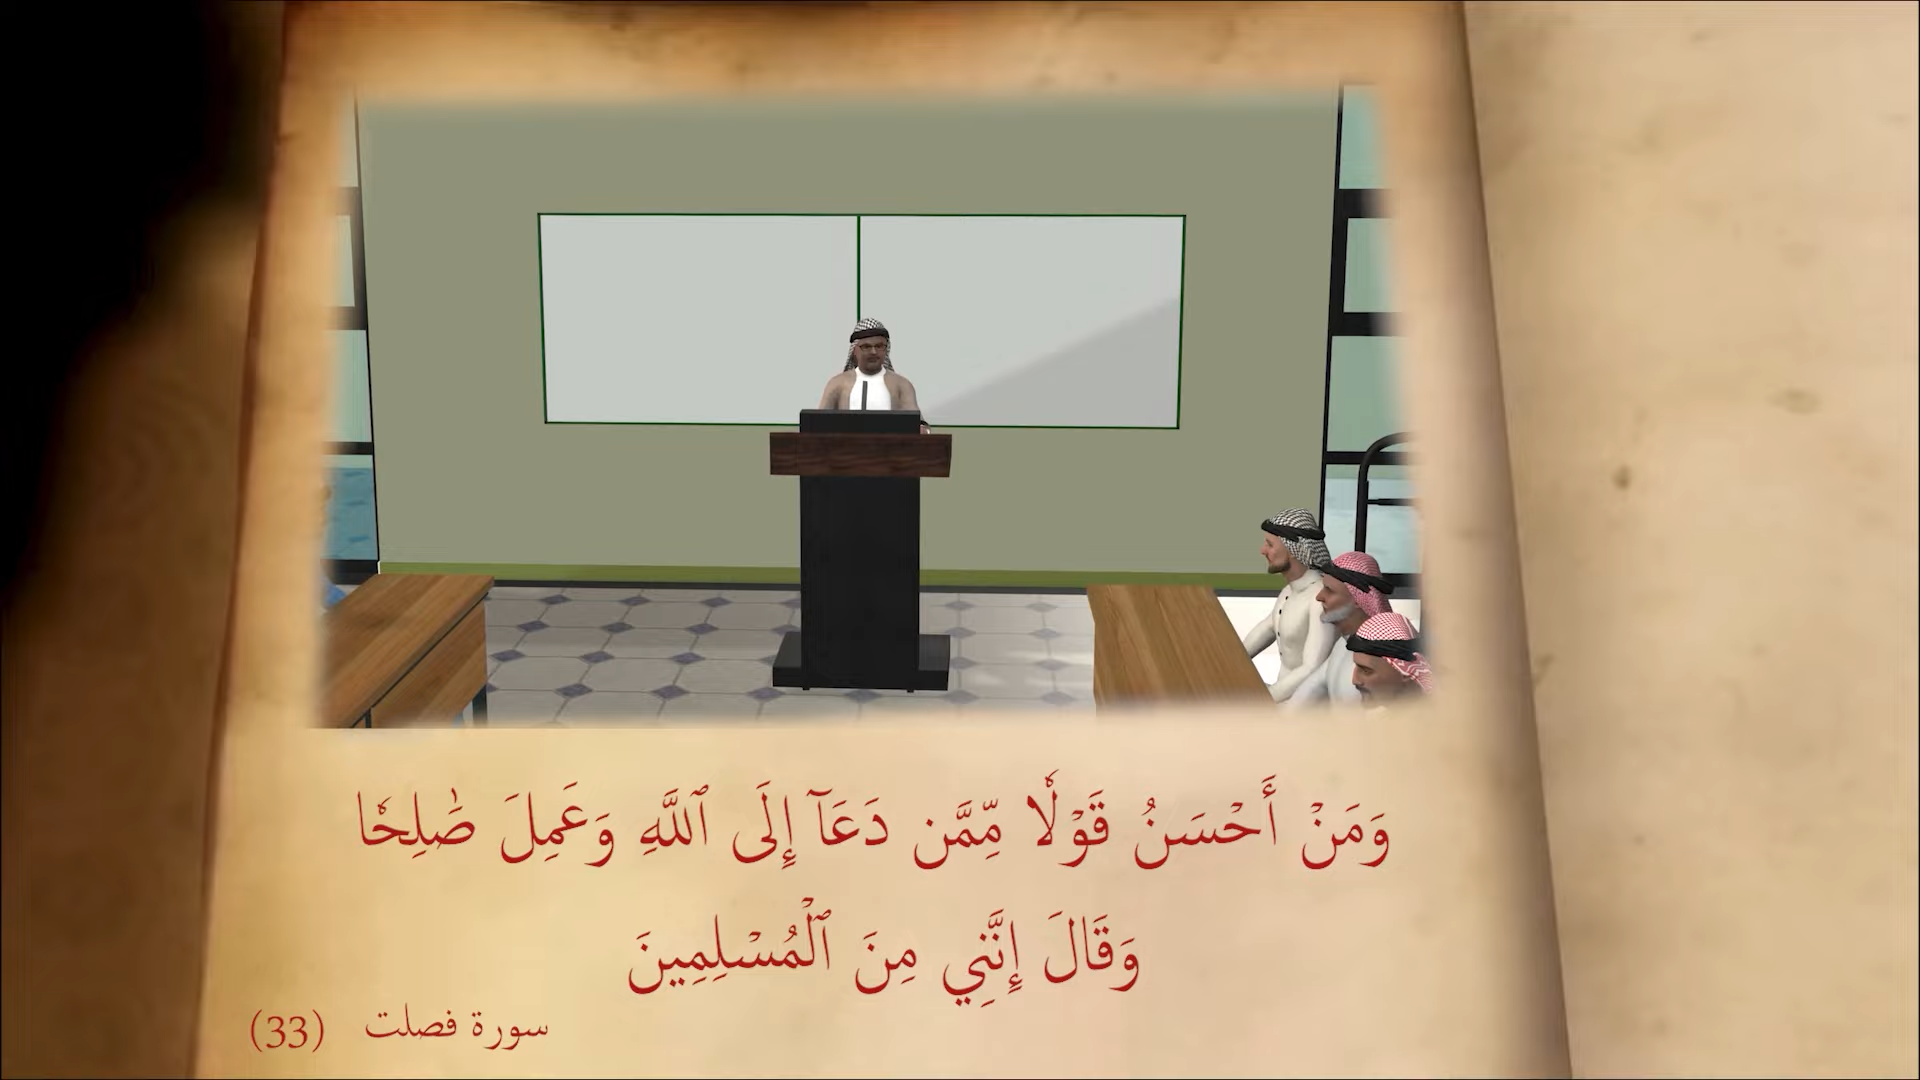 وَمَنْ أَحْسَنُ قَوْلًا مِّمَّن دَعَآ إِلَى ٱللَّهِ وَعَمِلَ صَٰلِحًا
وَقَالَ إِنَّنِي مِنَ ٱلْمُسْلِمِينَ
سورة فصلت (33)